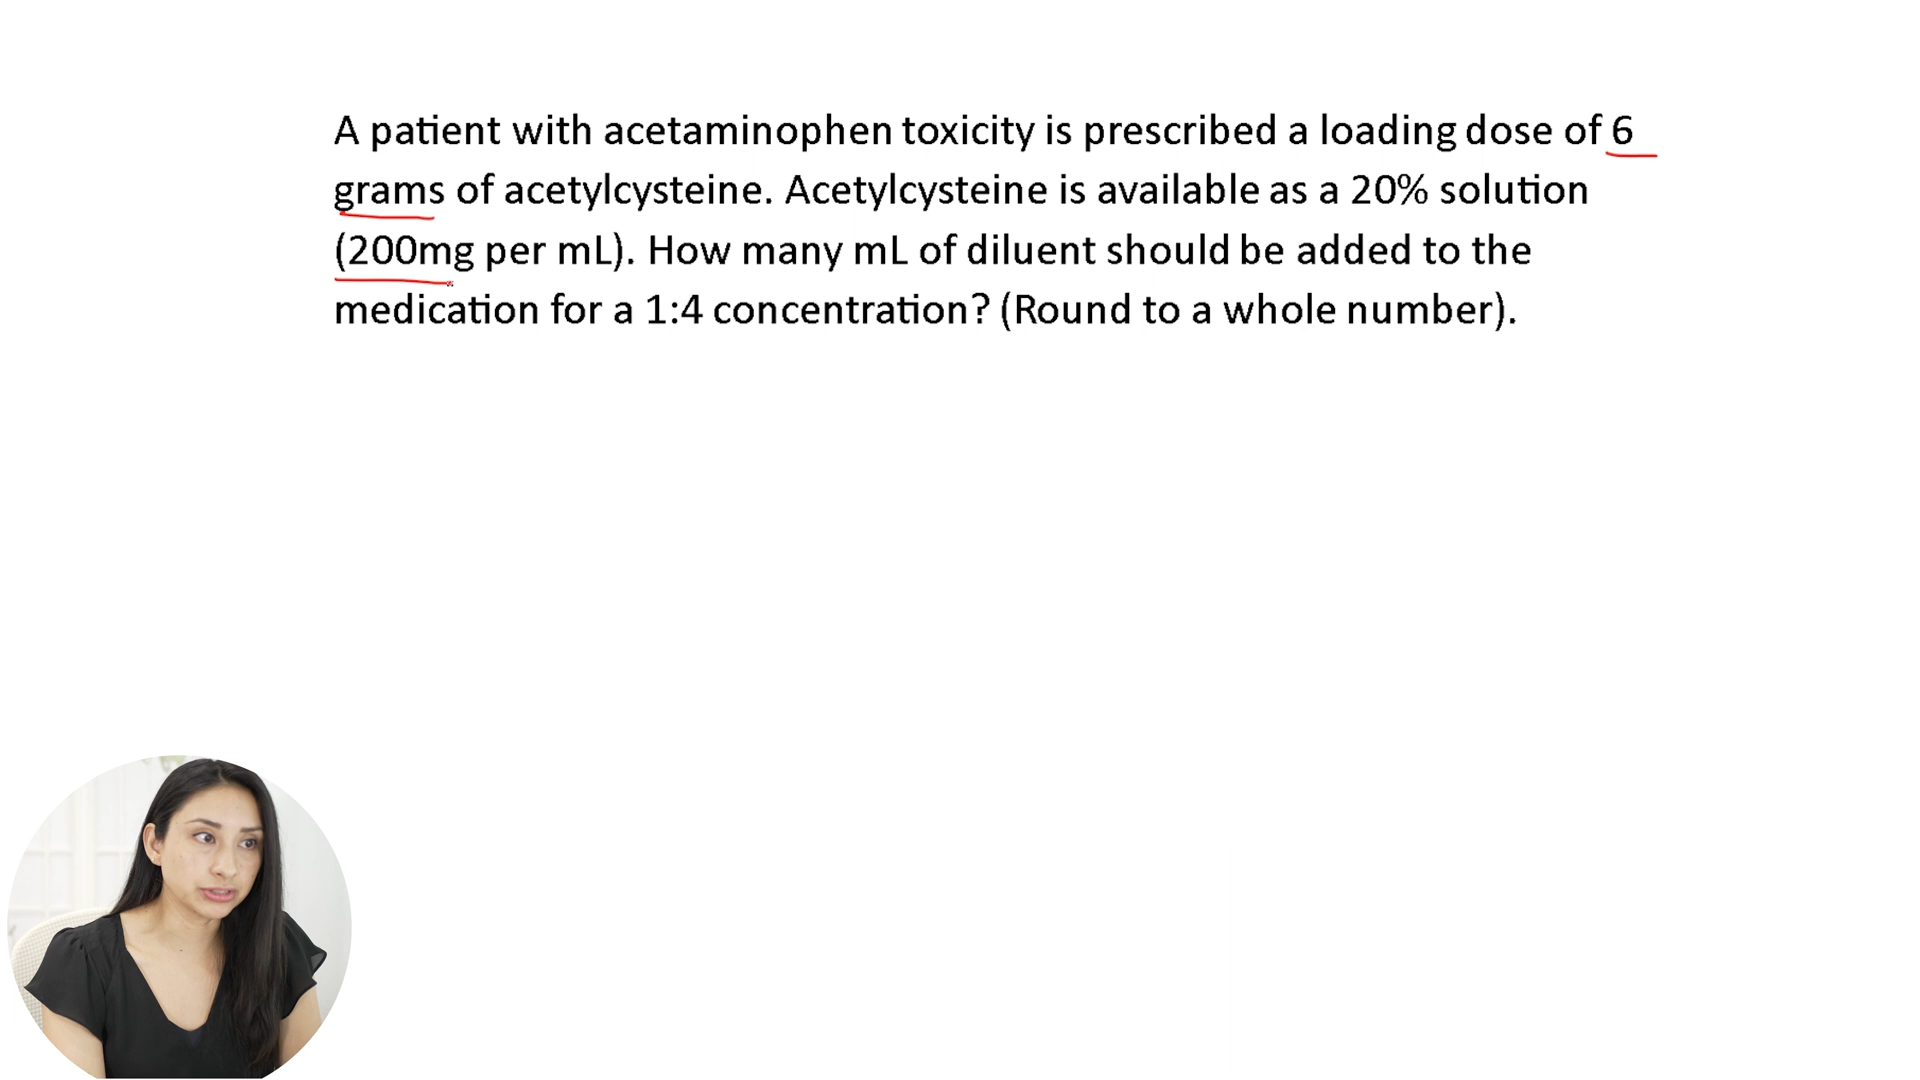 A patient with acetaminophen toxicity is prescribed a loading dose of 6
grams of acetylcysteine. Acetylcysteine is available as a 20% solution
(200mg per mL). How many mL of diluent should be added to the
medication for a 1:4 concentration? (Round to a whole number).